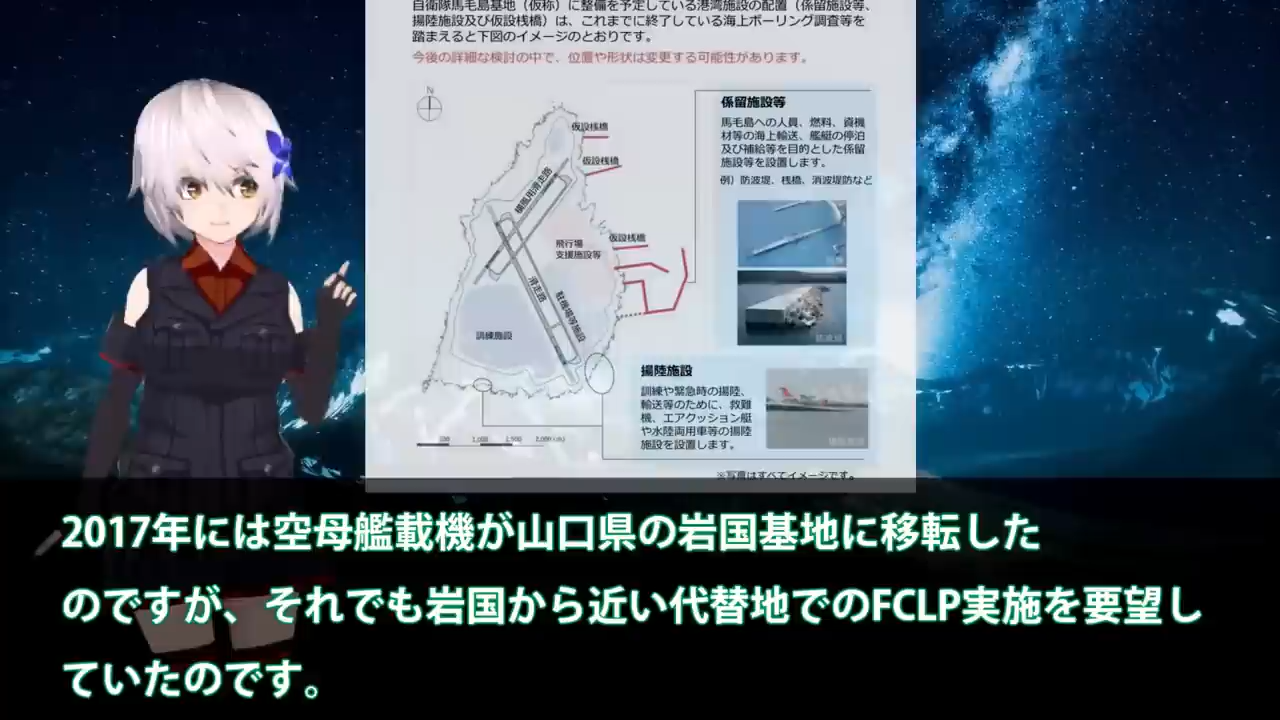 自衛隊馬毛島基地（仮称）に整備を予定している港湾施設の配置（係留施設等、
揚陸施設及び仮設桟橋）は、これまでに終了している海上ボーリング調査等を
踏まえると下図のイメージのとおりです。
今後の詳細な検討の中で、位置や形状は変更する可能性があります。
N
仮設桟橋
仮設桟橋
横風用滑走路
仮設桟橋
飛行場
支援施設等
滑走路
駐機場等施設
訓練施設
係留施設等
馬毛島への人員、燃料、資機
材等の海上輸送、艦艇の停泊
及び補給等を目的とした係留
施設等を設置します。
例）防波堤、桟橋、消波堤防など
揚陸施設
訓練や緊急時の揚陸、
輸送等のために、救難
機、エアクッション艇
や水陸両用車等の揚陸
施設を設置します。
※写真はすべてイメージです。
2017年には空母艦載機が山口県の岩国基地に移転した
のですが、それでも岩国から近い代替地でのFCLP実施を要望し
ていたのです。